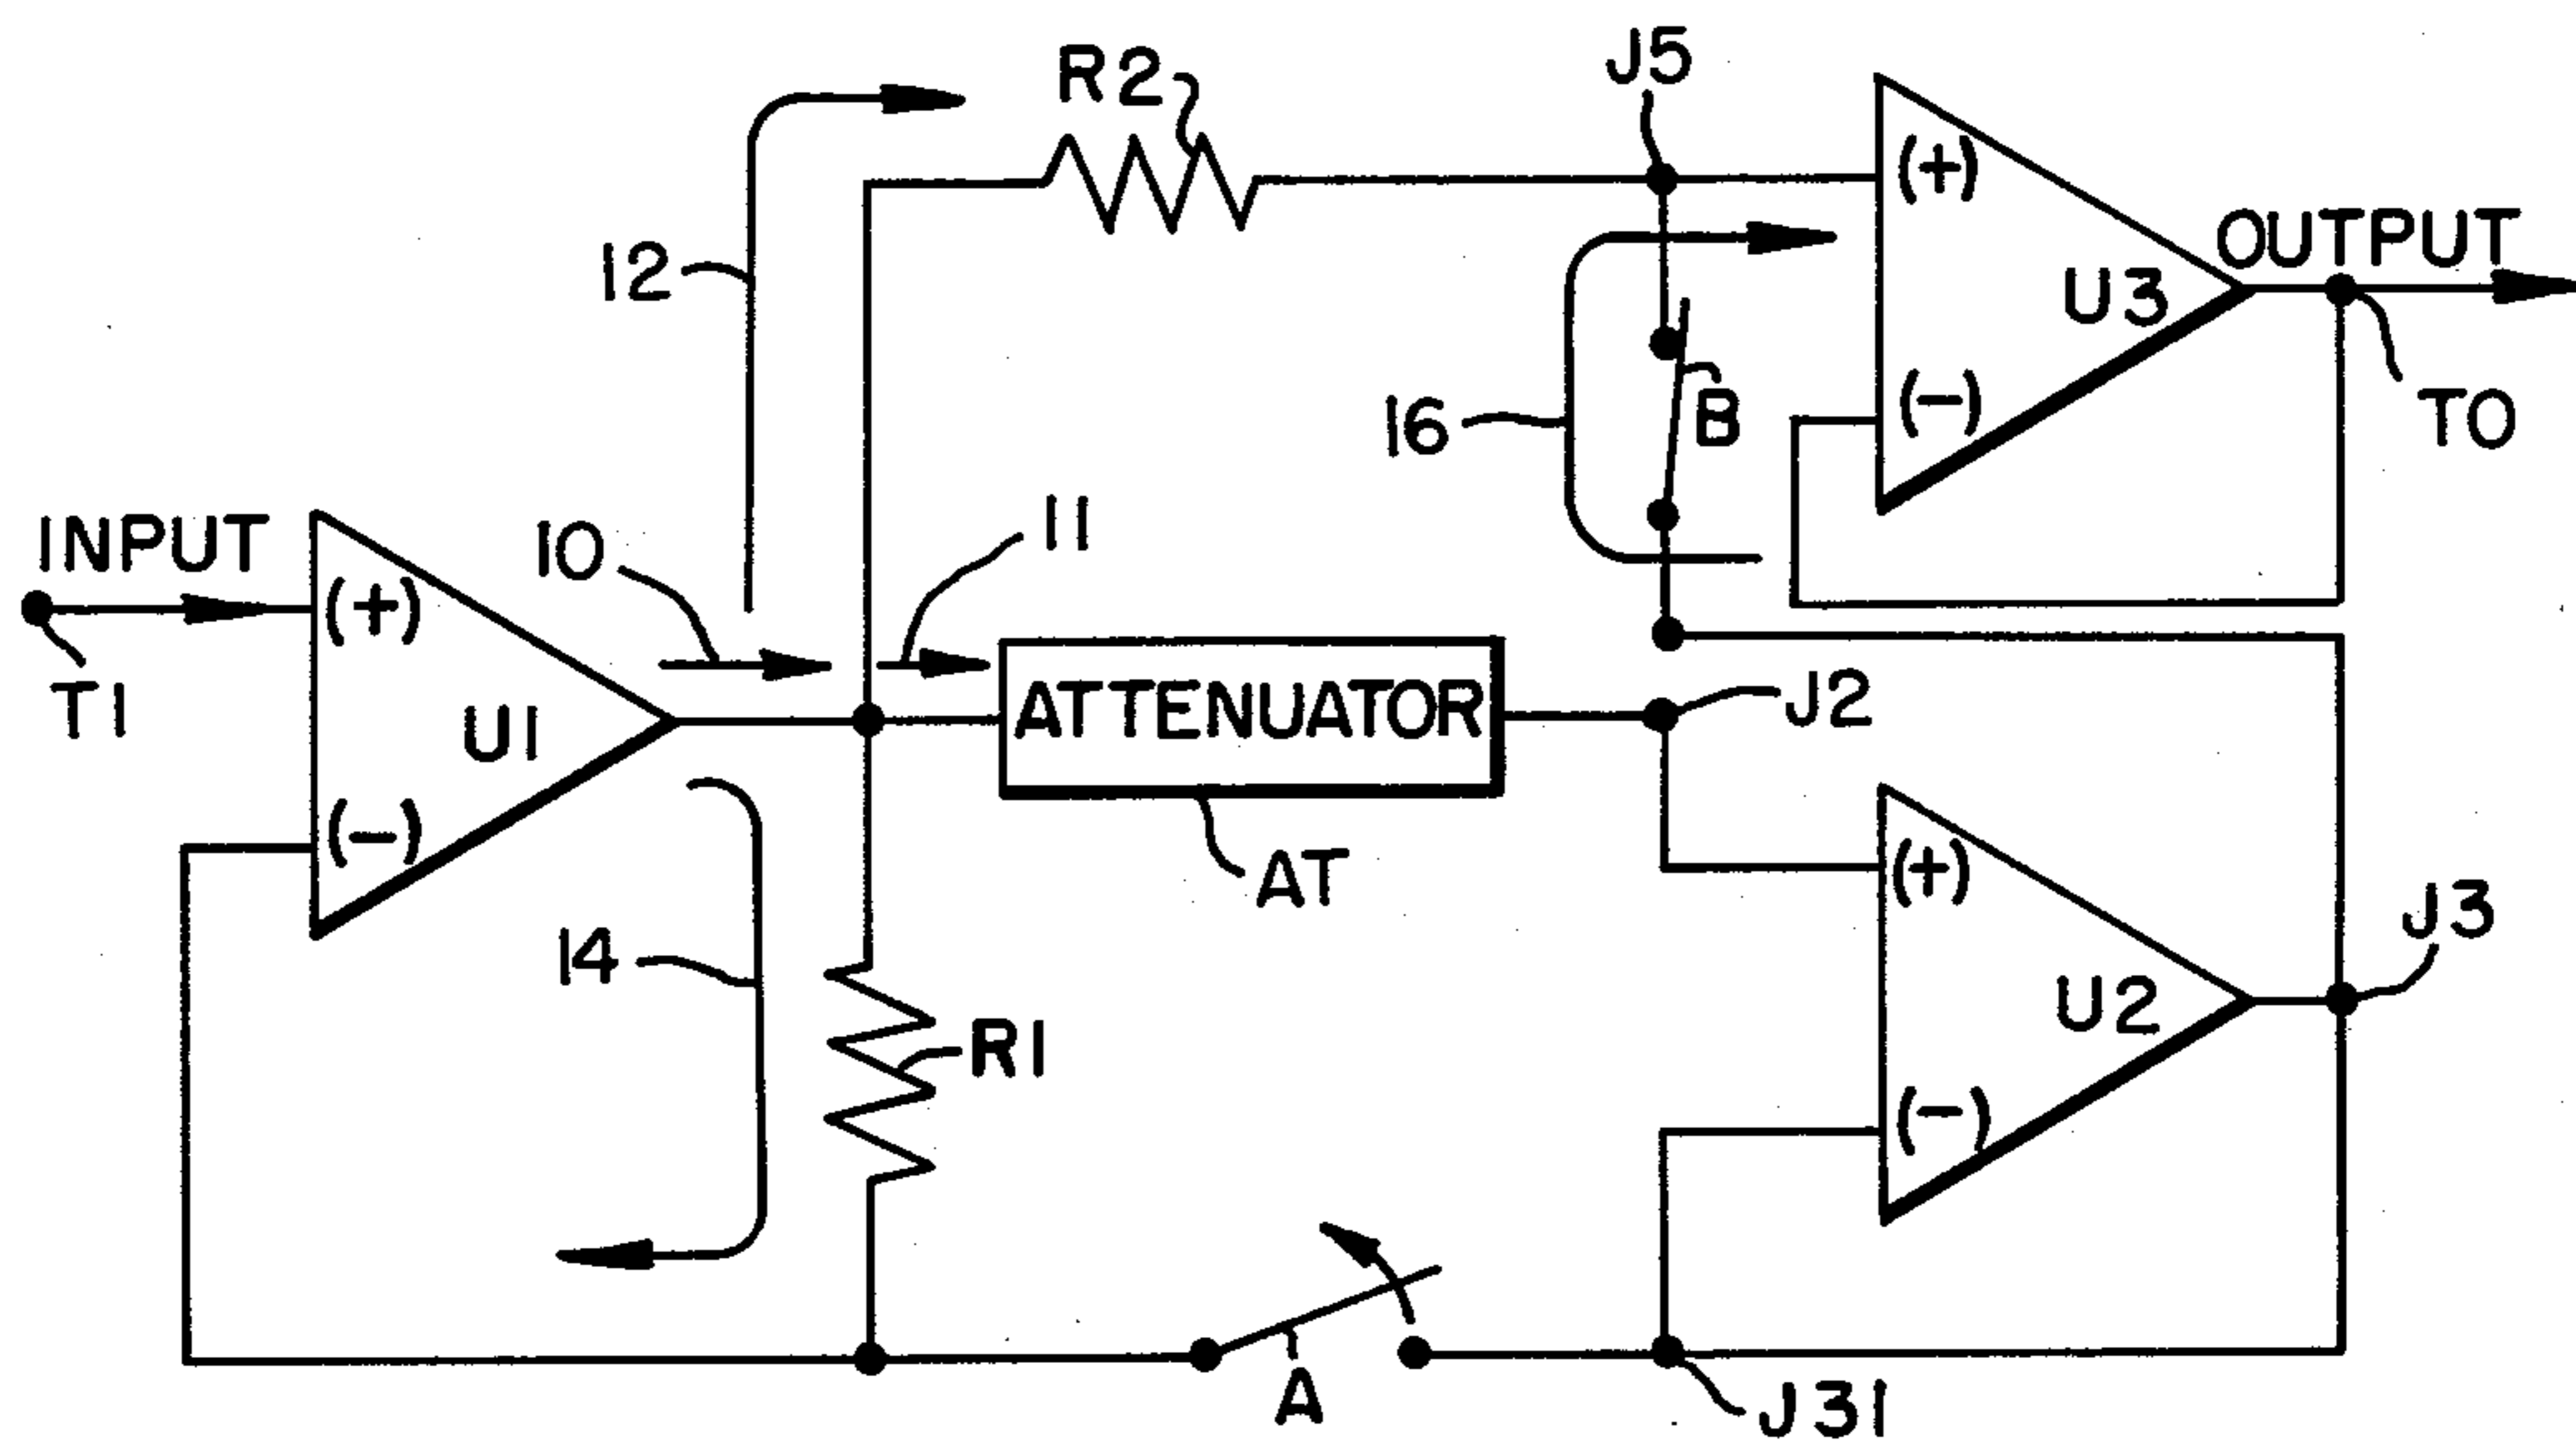 R2
J5
(+)
12
OUTPUT
U3
16
B
(-)
TO
INPUT
10
11
(+)
T1
U1
ATTENUATOR
J2
(-)
AT
(+)
J3
14
U2
R1
(-)
A
J31